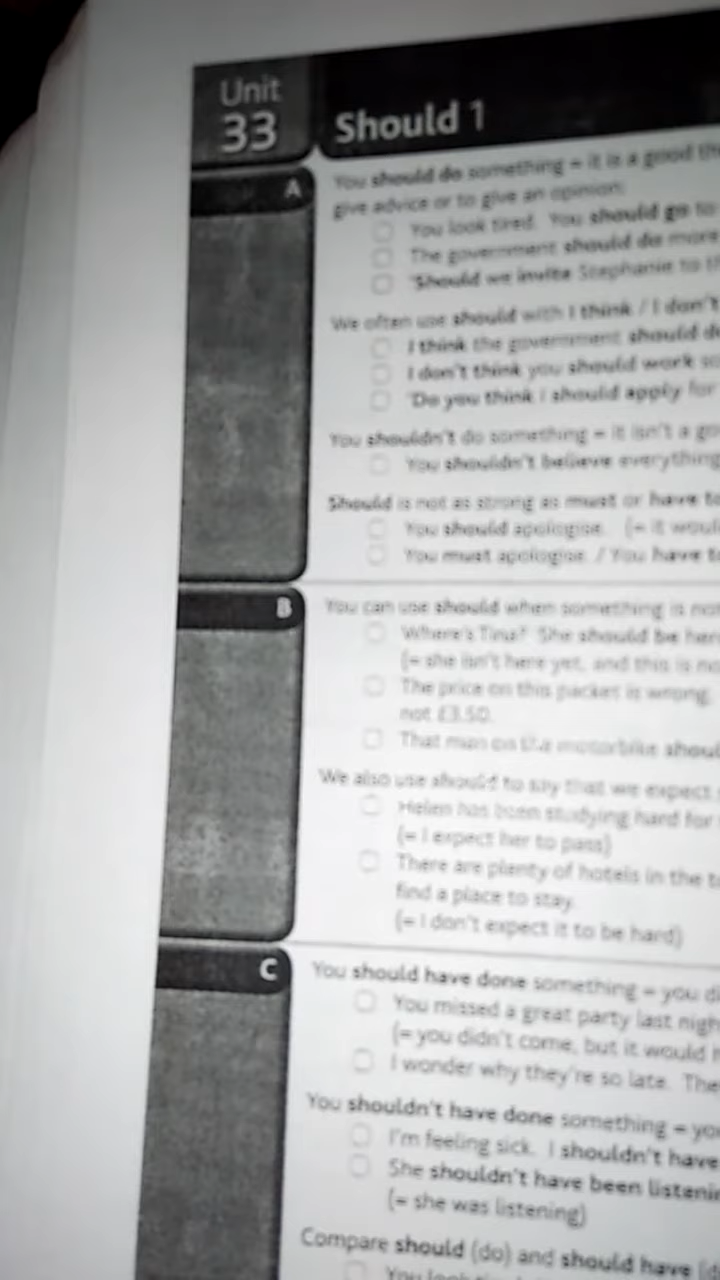 Unit
33
Should 1
A
You should do something = it is a good th
give advice or to give an opinion:
You look tired. You should go to
The government should do more
'Should we invite Stephanie to th
We often use should with I think / I don't
I think the government should do
I don't think you should work so
'Do you think I should apply for
You shouldn't do something = it isn't a go
You shouldn't believe everything
Should is not as strong as must or have to
You should apologise. (= it would
You must apologise. / You have to
B
You can use should when something is not
Where's Tina? She should be her
(= she isn't here yet, and this is no
The price on this packet is wrong.
not £3.50.
That man on the motorbike shoul
We also use should to say that we expect
Helen has been studying hard for
(= I expect her to pass)
There are plenty of hotels in the t
find a place to stay.
(= I don't expect it to be hard)
C
You should have done something = you di
You missed a great party last nigh
(= you didn't come, but it would h
I wonder why they're so late. The
You shouldn't have done something = you
I'm feeling sick. I shouldn't have
She shouldn't have been listenin
(= she was listening)
Compare should (do) and should have (d
You look